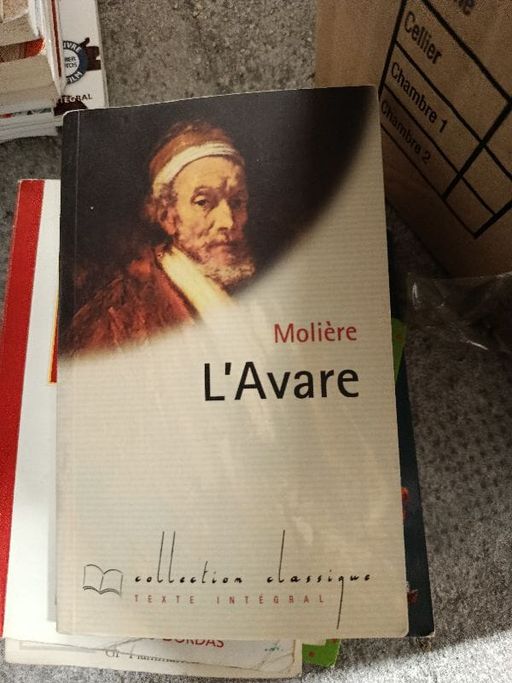 Cellier
Chambre 1
Chambre 2
Molière
L'Avare
collection classique
TEXTE INTÉGRAL
BORDAS